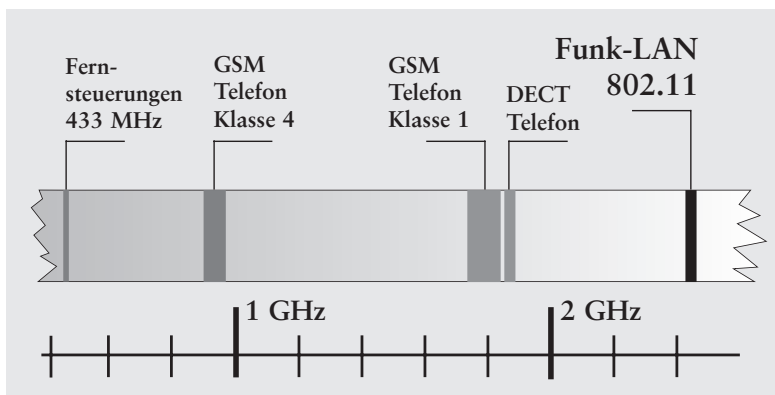 Fern-
steuerungen
433 MHz
GSM
Telefon
Klasse 4
GSM
Telefon
Klasse 1
DECT
Telefon
Funk-LAN
802.11
1 GHz
2 GHz